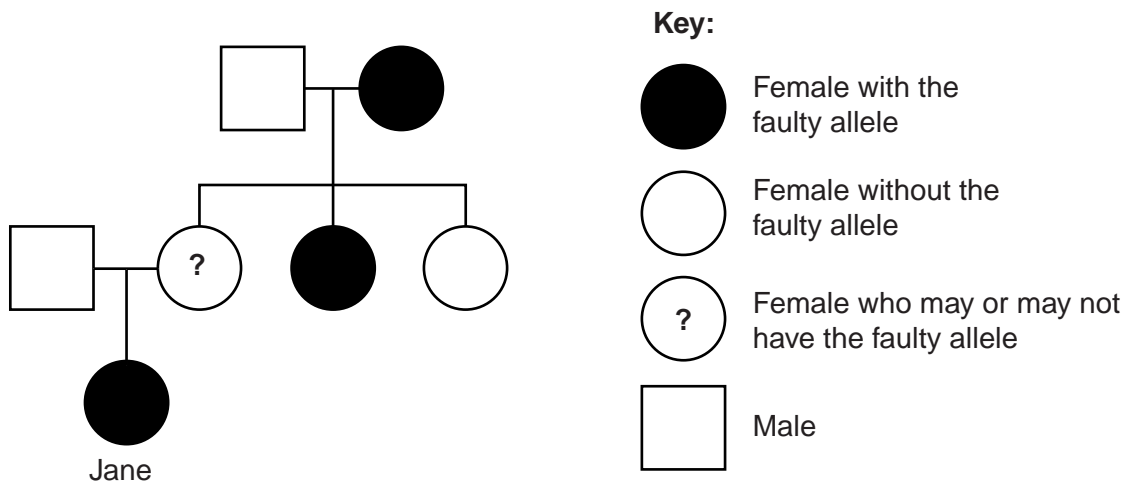 Key:
Female with the
faulty allele
Female without the
faulty allele
?
?
Female who may or may not
have the faulty allele
Male
Jane